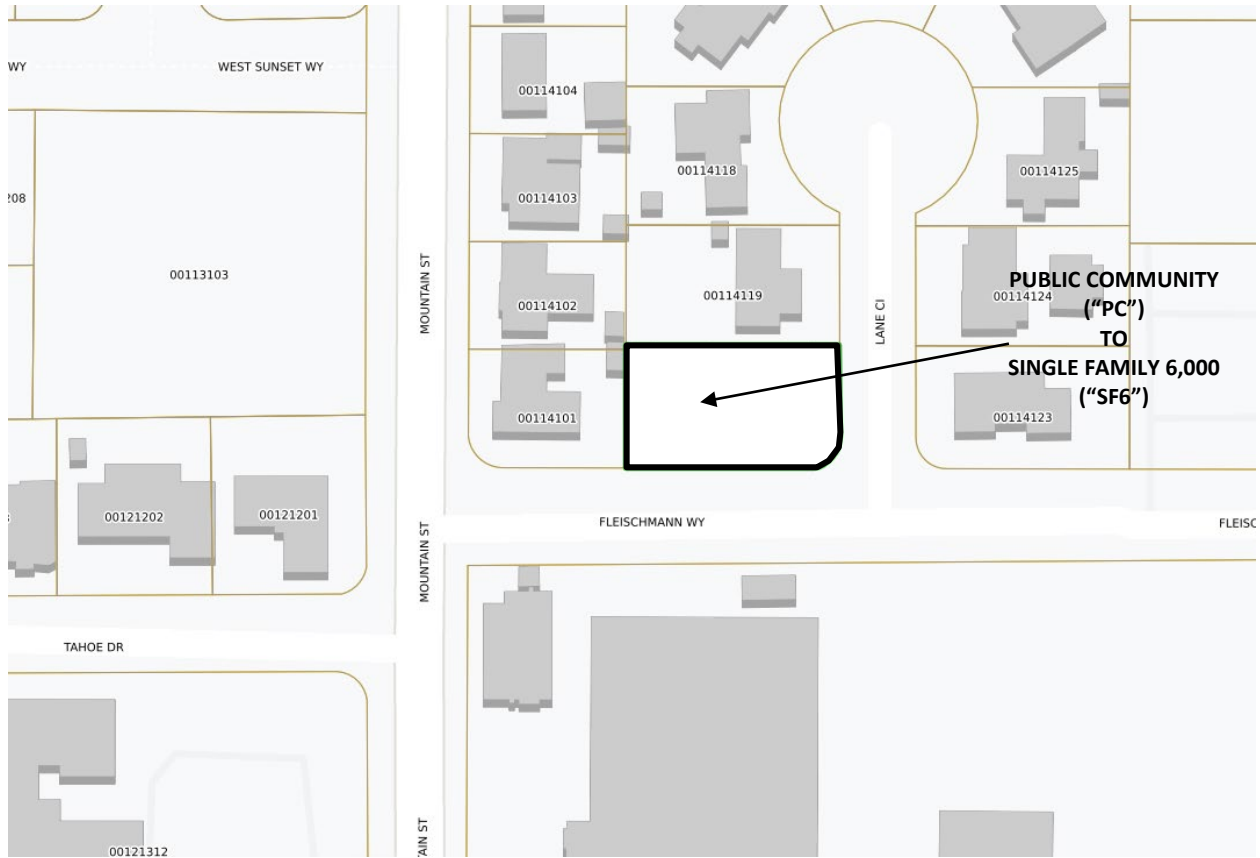 WY
WEST SUNSET WY
00114104
00114118
00114125
208
00114103
00113103
MOUNTAIN ST
00114102
00114119
LANE CI
00114124
PUBLIC COMMUNITY
(“PC”)
TO
SINGLE FAMILY 6,000
(“SF6”)
00114101
00114123
00121202
00121201
MOUNTAIN ST
FLEISCHMANN WY
FLEISC
TAHOE DR
TAIN ST
00121312